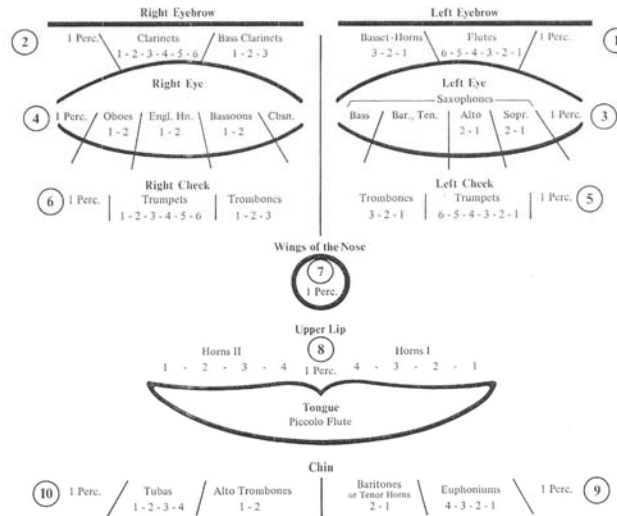 Right Eyebrow Left Eyebrow
2 1 Perc. Clarinets Bass Clarinets Basset-Horns Flutes 1 Perc. 1
1 - 2 - 3 - 4 - 5 - 6 1 - 2 - 3 3 - 2 - 1 6 - 5 - 4 - 3 - 2 - 1
Right Eye Left Eye
Saxophones
4 1 Perc. Oboes Engl. Hn. Bassoons Cbsn. Bass Bar., Ten. Alto Sopr. 1 Perc. 3
1 - 2 1 - 2 1 - 2 2 - 1 2 - 1
Right Cheek Left Cheek
6 1 Perc. Trumpets Trombones Trombones Trumpets 1 Perc. 5
1 - 2 - 3 - 4 - 5 - 6 1 - 2 - 3 3 - 2 - 1 6 - 5 - 4 - 3 - 2 - 1
Wings of the Nose
7
1 Perc.
Upper Lip
Horns II 8 Horns I
1 - 2 - 3 - 4 1 Perc. 4 - 3 - 2 - 1
Tongue
Piccolo Flute
Chin
10 1 Perc. Tubas Alto Trombones Baritones Euphoniums 1 Perc. 9
or Tenor Horns
1 - 2 - 3 - 4 1 - 2 2 - 1 4 - 3 - 2 - 1